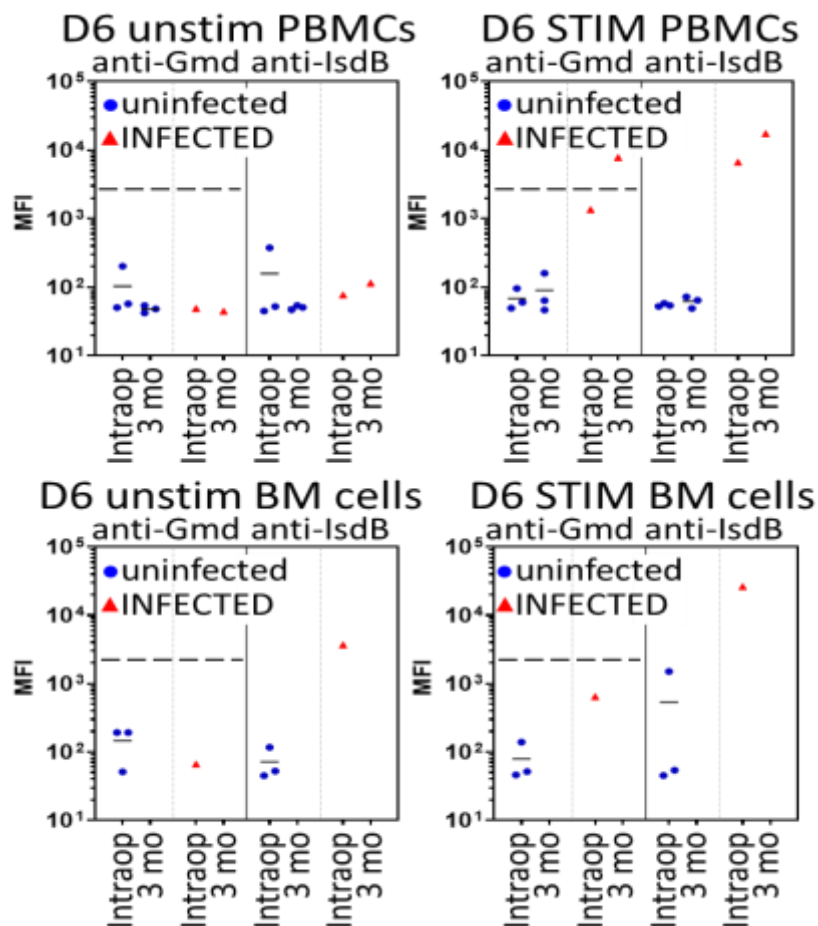 D6 unstim PBMCs
anti-Gmd anti-IsdB
10⁵
10⁴
10³
10²
10¹
MFI
uninfected
INFECTED
Intraop
3 mo
Intraop
3 mo
Intraop
3 mo
Intraop
3 mo
D6 STIM PBMCs
anti-Gmd anti-IsdB
10⁵
10⁴
10³
10²
10¹
MFI
uninfected
INFECTED
Intraop
3 mo
Intraop
3 mo
Intraop
3 mo
Intraop
3 mo
D6 unstim BM cells
anti-Gmd anti-IsdB
10⁵
10⁴
10³
10²
10¹
MFI
uninfected
INFECTED
Intraop
3 mo
Intraop
3 mo
Intraop
3 mo
Intraop
3 mo
D6 STIM BM cells
anti-Gmd anti-IsdB
10⁵
10⁴
10³
10²
10¹
MFI
uninfected
INFECTED
Intraop
3 mo
Intraop
3 mo
Intraop
3 mo
Intraop
3 mo